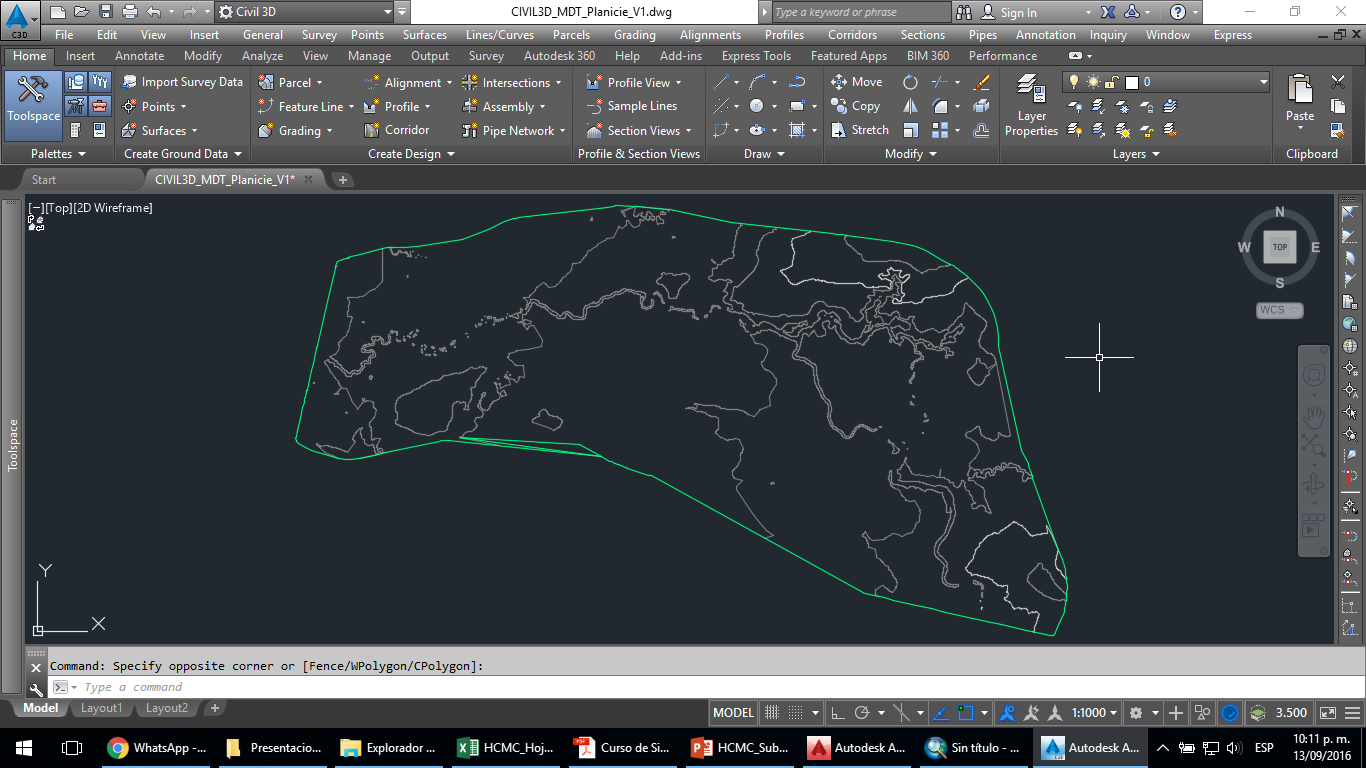 Civil 3D
CIVIL3D_MDT_Planicie_V1.dwg
Type a keyword or phrase
Sign In
C3D
File Edit View Insert General Survey Points Surfaces Lines/Curves Parcels Grading Alignments Profiles Corridors Sections Pipes Annotation Inquiry Window Express
Home Insert Annotate Modify Analyze View Manage Output Survey Autodesk 360 Help Add-ins Express Tools Featured Apps BIM 360 Performance
Import Survey Data Parcel Alignment Intersections Profile View Move Copy Stretch 0
Toolspace Points Feature Line Profile Assembly Sample Lines Layer Properties Paste
Surfaces Grading Corridor Pipe Network Section Views
Palettes Create Ground Data Create Design Profile & Section Views Draw Modify Layers Clipboard
Start CIVIL3D_MDT_Planicie_V1*
[−][Top][2D Wireframe]
N
W TOP E
S
WCS
Toolspace
Y
X
Command: Specify opposite corner or [Fence/WPolygon/CPolygon]:
Type a command
Model Layout1 Layout2
MODEL 1:1000 3.500
WhatsApp -... Presentacio... Explorador ... HCMC_Hoj... Curso de Si... HCMC_Sub... Autodesk A... Sin título - ... Autodesk A... ESP
10:11 p. m.
13/09/2016